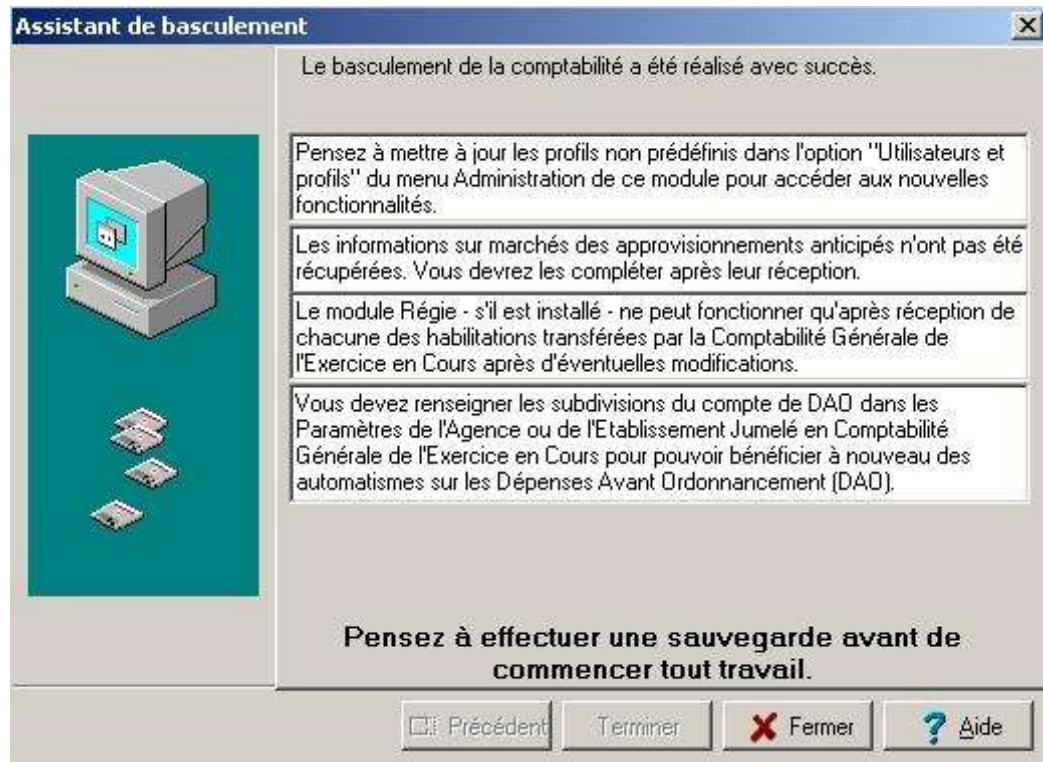 Assistant de basculement
Le basculement de la comptabilité a été réalisé avec succès.
Pensez à mettre à jour les profils non prédéfinis dans l'option "Utilisateurs et
profils" du menu Administration de ce module pour accéder aux nouvelles
fonctionnalités.
Les informations sur marchés des approvisionnements anticipés n'ont pas été
récupérées. Vous devrez les compléter après leur réception.
Le module Régie - s'il est installé - ne peut fonctionner qu'après réception de
chacune des habilitations transférées par la Comptabilité Générale de
l'Exercice en Cours après d'éventuelles modifications.
Vous devez renseigner les subdivisions du compte de DAO dans les
Paramètres de l'Agence ou de l'Etablissement Jumelé en Comptabilité
Générale de l'Exercice en Cours pour pouvoir bénéficier à nouveau des
automatismes sur les Dépenses Avant Ordonnancement (DAO).
Pensez à effectuer une sauvegarde avant de
commencer tout travail.
Précédent Terminer Fermer Aide